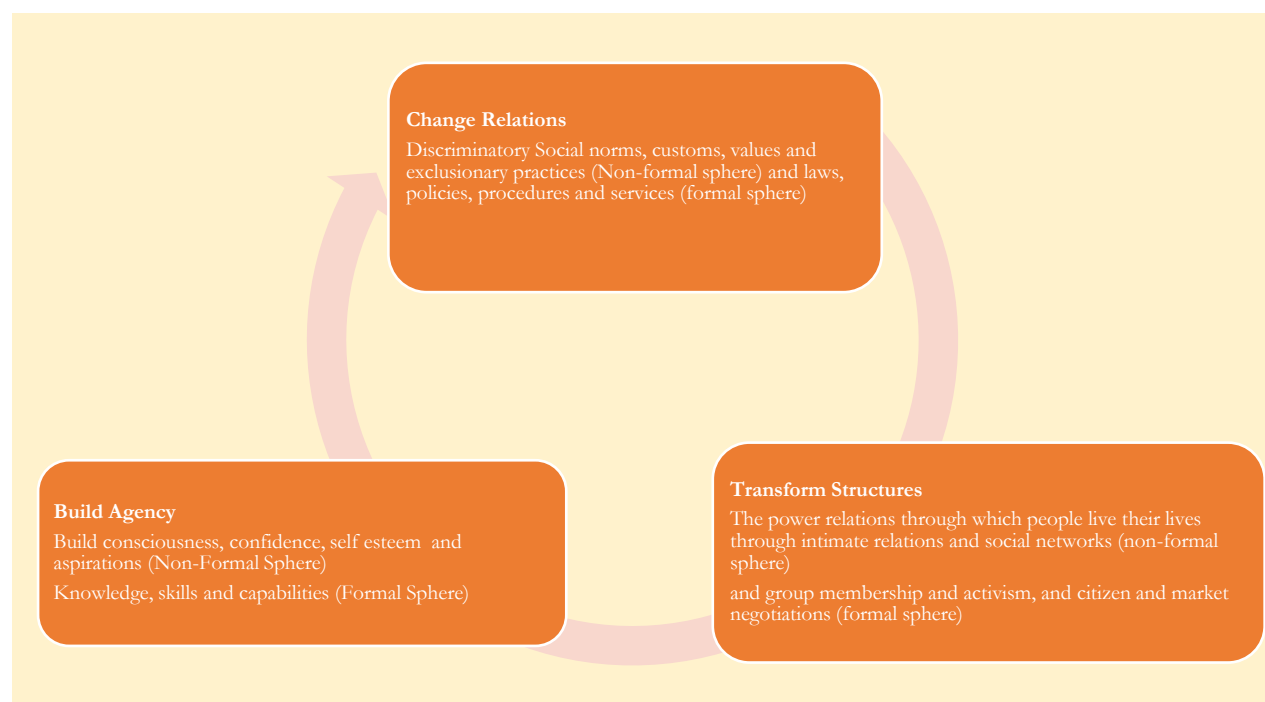 Change Relations
Discriminatory Social norms, customs, values and
exclusionary practices (Non-formal sphere) and laws,
policies, procedures and services (formal sphere)
Transform Structures
The power relations through which people live their lives
through intimate relations and social networks (non-formal
sphere)
and group membership and activism, and citizen and market
negotiations (formal sphere)
Build Agency
Build consciousness, confidence, self esteem  and
aspirations (Non-Formal Sphere)
Knowledge, skills and capabilities (Formal Sphere)